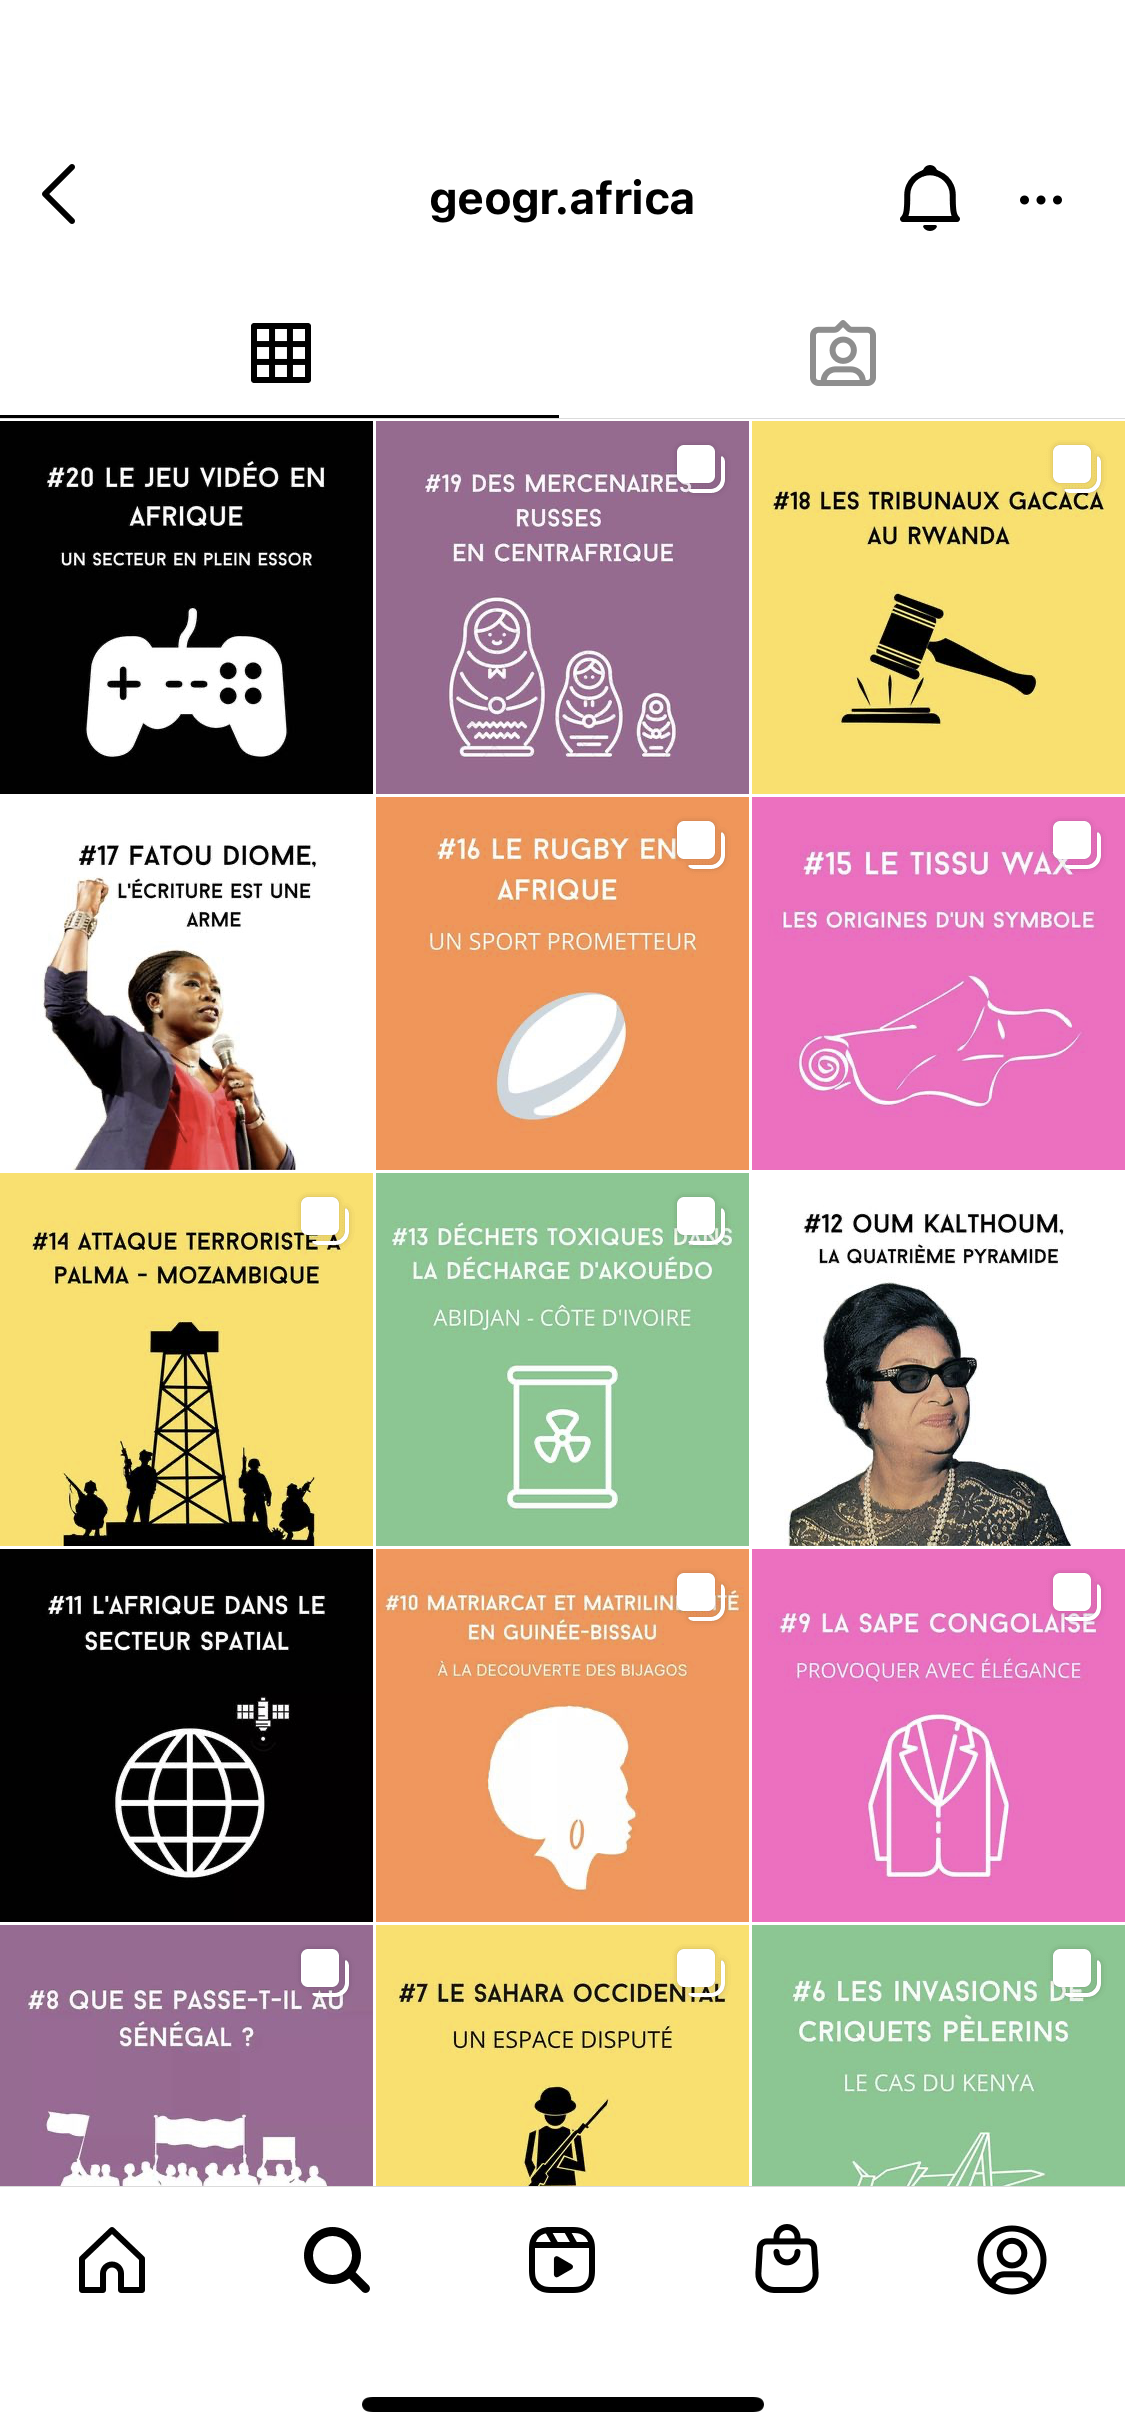 geogr.africa
#20 LE JEU VIDÉO EN
AFRIQUE
UN SECTEUR EN PLEIN ESSOR
#19 DES MERCENAIRES
RUSSES
EN CENTRAFRIQUE
#18 LES TRIBUNAUX GACACA
AU RWANDA
#17 FATOU DIOME,
L'ÉCRITURE EST UNE
ARME
#16 LE RUGBY EN
AFRIQUE
UN SPORT PROMETTEUR
#15 LE TISSU WAX
LES ORIGINES D'UN SYMBOLE
#14 ATTAQUE TERRORISTE À
PALMA - MOZAMBIQUE
#13 DÉCHETS TOXIQUES DANS
LA DÉCHARGE D'AKOUÉDO
ABIDJAN - CÔTE D'IVOIRE
#12 OUM KALTHOUM,
LA QUATRIÈME PYRAMIDE
#11 L'AFRIQUE DANS LE
SECTEUR SPATIAL
#10 MATRIARCAT ET MATRILINÉARITÉ
EN GUINÉE-BISSAU
À LA DECOUVERTE DES BIJAGOS
#9 LA SAPE CONGOLAISE
PROVOQUER AVEC ÉLÉGANCE
#8 QUE SE PASSE-T-IL AU
SÉNÉGAL ?
#7 LE SAHARA OCCIDENTAL
UN ESPACE DISPUTÉ
#6 LES INVASIONS DE
CRIQUETS PÈLERINS
LE CAS DU KENYA